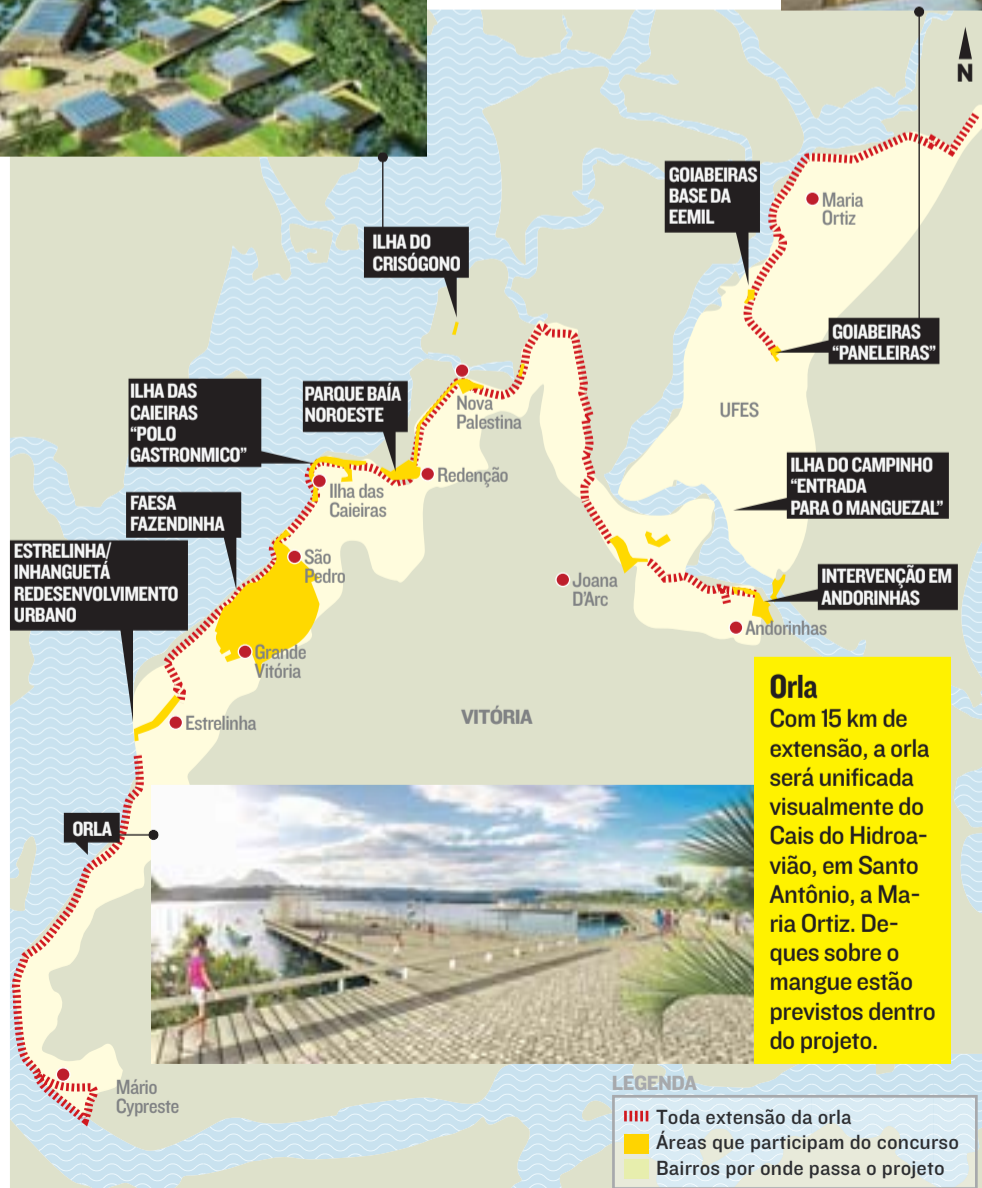 N
GOIABEIRAS
BASE DA
EEMIL
Maria
Ortiz
ILHA DO
CRISÓGONO
GOIABEIRAS
"PANELEIRAS"
ILHA DAS
CAIEIRAS
"POLO
GASTRONMICO"
PARQUE BAÍA
NOROESTE
Nova
Palestina
UFES
Redenção
Ilha das
Caieiras
ILHA DO CAMPINHO
"ENTRADA
PARA O MANGUEZAL"
FAESA
FAZENDINHA
ESTRELINHA/
INHANGUETÁ
REDESENVOLVIMENTO
URBANO
São
Pedro
Joana
D'Arc
INTERVENÇÃO EM
ANDORINHAS
Andorinhas
Grande
Vitória
Estrelinha
VITÓRIA
Orla
Com 15 km de
extensão, a orla
será unificada
visualmente do
Cais do Hidroa-
vião, em Santo
Antônio, a Ma-
ria Ortiz. De-
ques sobre o
mangue estão
previstos dentro
do projeto.
ORLA
Mário
Cypreste
LEGENDA
Toda extensão da orla
Áreas que participam do concurso
Bairros por onde passa o projeto